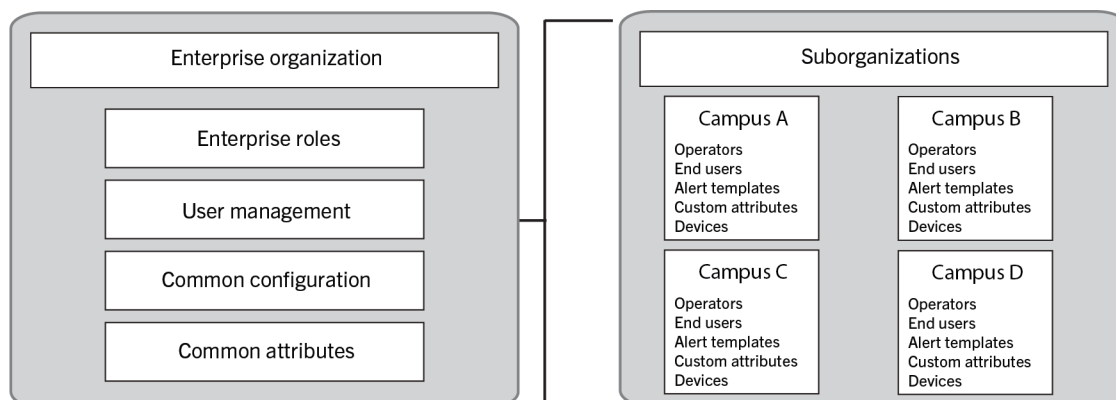 Enterprise organization
Enterprise roles
User management
Common configuration
Common attributes
Suborganizations
Campus A
Operators
End users
Alert templates
Custom attributes
Devices
Campus B
Operators
End users
Alert templates
Custom attributes
Devices
Campus C
Operators
End users
Alert templates
Custom attributes
Devices
Campus D
Operators
End users
Alert templates
Custom attributes
Devices